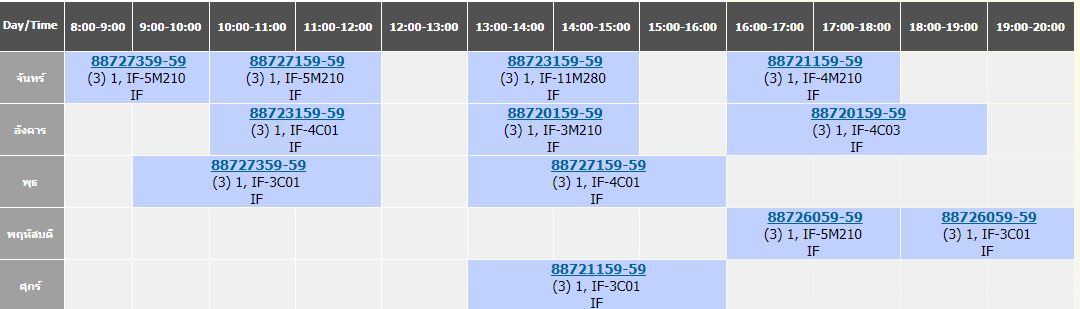 Day/Time 8:00-9:00 9:00-10:00 10:00-11:00 11:00-12:00 12:00-13:00 13:00-14:00 14:00-15:00 15:00-16:00 16:00-17:00 17:00-18:00 18:00-19:00 19:00-20:00
จันทร์
88727359-59
(3) 1, IF-5M210
IF
88727159-59
(3) 1, IF-5M210
IF
88723159-59
(3) 1, IF-11M280
IF
88721159-59
(3) 1, IF-4M210
IF
อังคาร
88723159-59
(3) 1, IF-4C01
IF
88720159-59
(3) 1, IF-3M210
IF
88720159-59
(3) 1, IF-4C03
IF
พุธ
88727359-59
(3) 1, IF-3C01
IF
88727159-59
(3) 1, IF-4C01
IF
พฤหัสบดี
88726059-59
(3) 1, IF-5M210
IF
88726059-59
(3) 1, IF-3C01
IF
ศุกร์
88721159-59
(3) 1, IF-3C01
IF